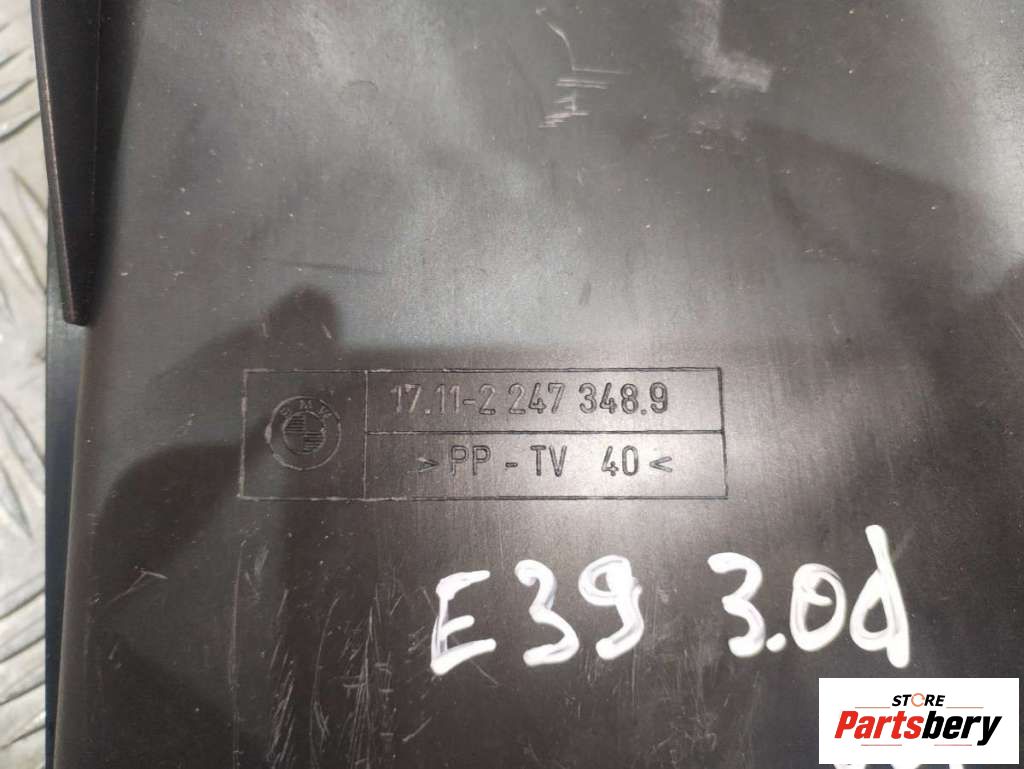 BMW
17.11-2 247 348.9
>PP - TV 40<
E39 3.0d
STORE
Partsbery